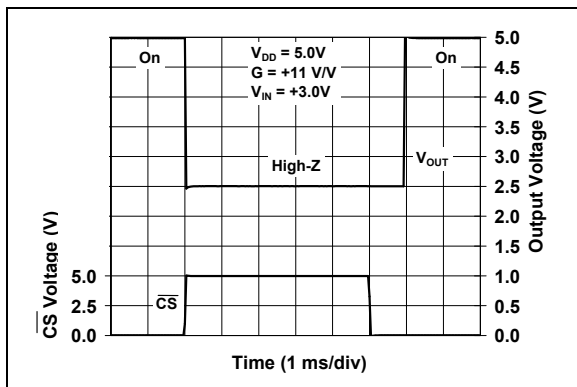 On
V_DD = 5.0V
G = +11 V/V
V_IN = +3.0V
On
High-Z
V_OUT
CS
5.0
4.5
4.0
3.5
3.0
2.5
2.0
1.5
1.0
0.5
0.0
Output Voltage (V)
5.0
2.5
0.0
CS Voltage (V)
Time (1 ms/div)